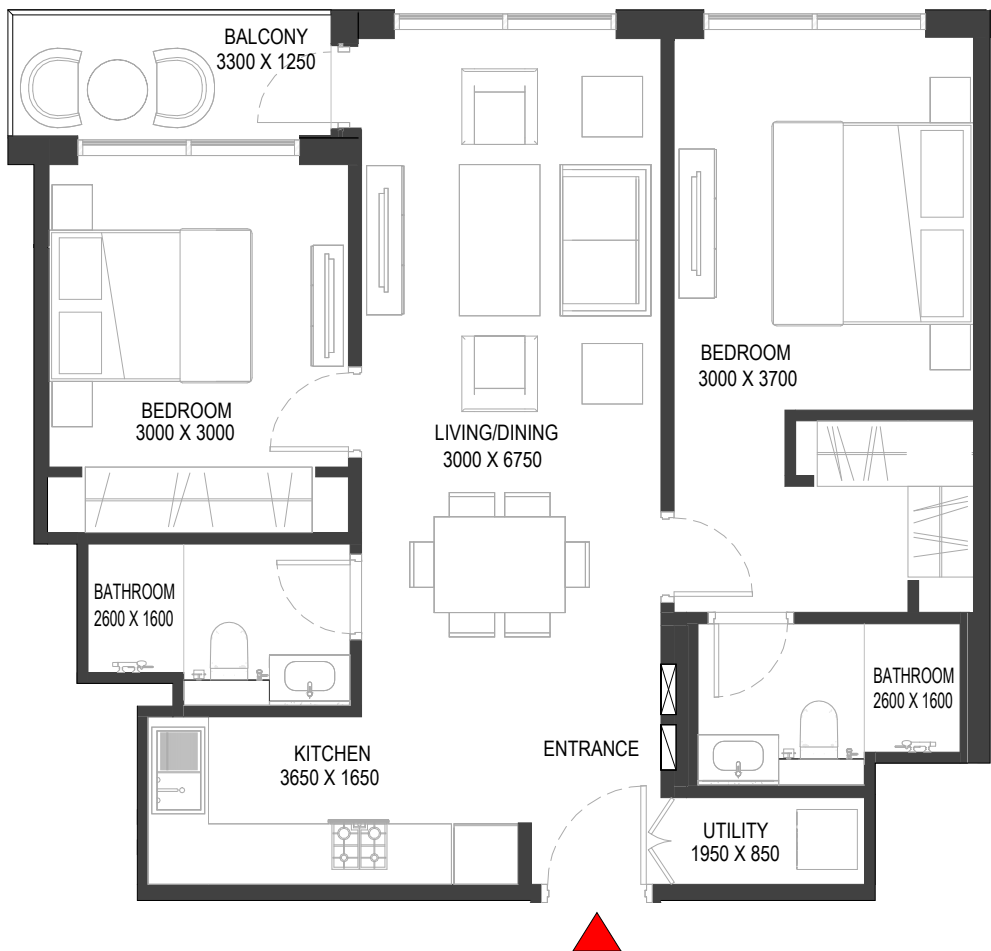 BALCONY
3300 X 1250
BEDROOM
3000 X 3700
BEDROOM
3000 X 3000
LIVING/DINING
3000 X 6750
BATHROOM
2600 X 1600
BATHROOM
2600 X 1600
KITCHEN
3650 X 1650
ENTRANCE
UTILITY
1950 X 850